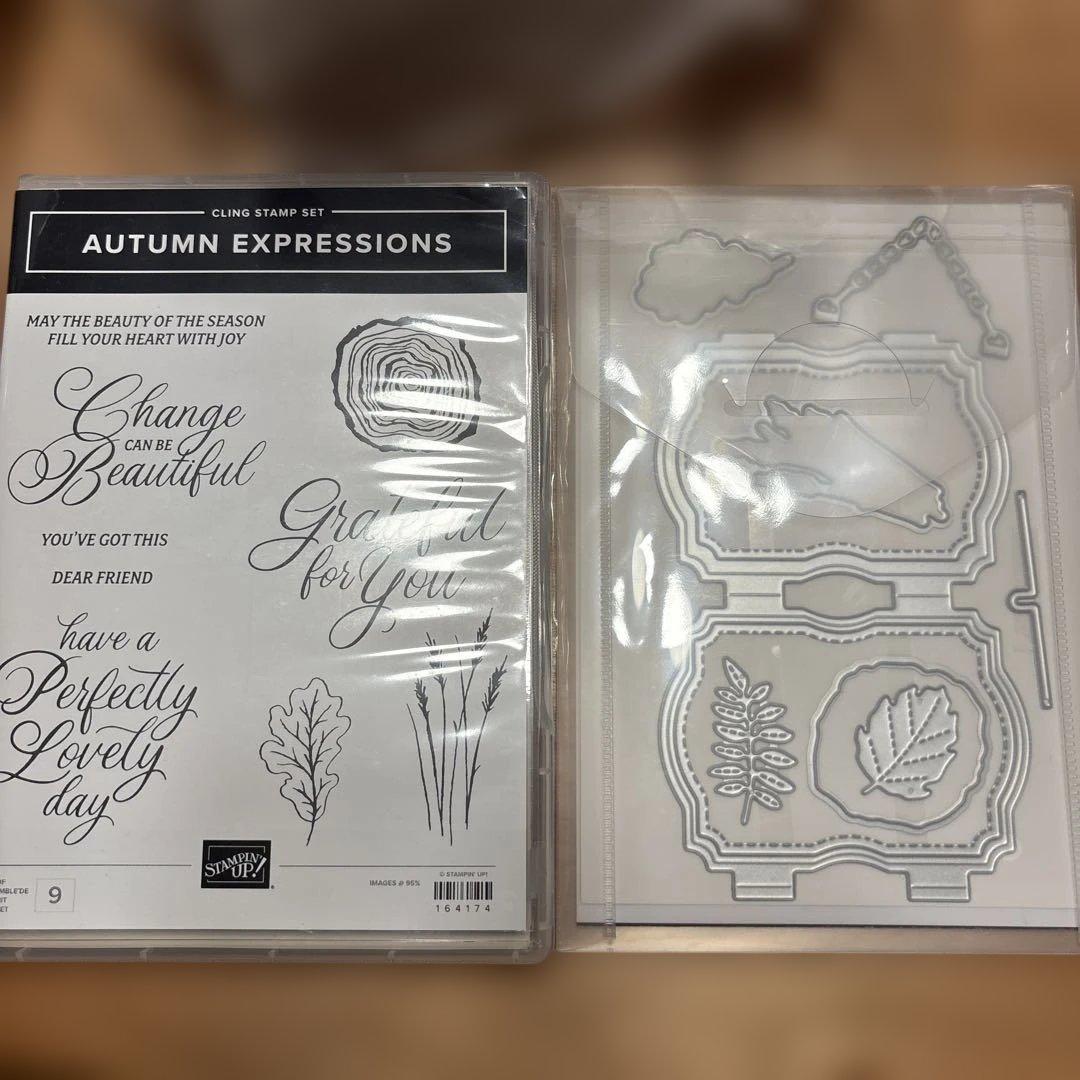 CLING STAMP SET
AUTUMN EXPRESSIONS
MAY THE BEAUTY OF THE SEASON
FILL YOUR HEART WITH JOY
Change
CAN BE
Beautiful
Grateful
for You
YOU'VE GOT THIS
DEAR FRIEND
have a
Perfectly
Lovely
day
STAMPIN' UP!®
9
IMAGES @ 95%
© STAMPIN' UP!
164174